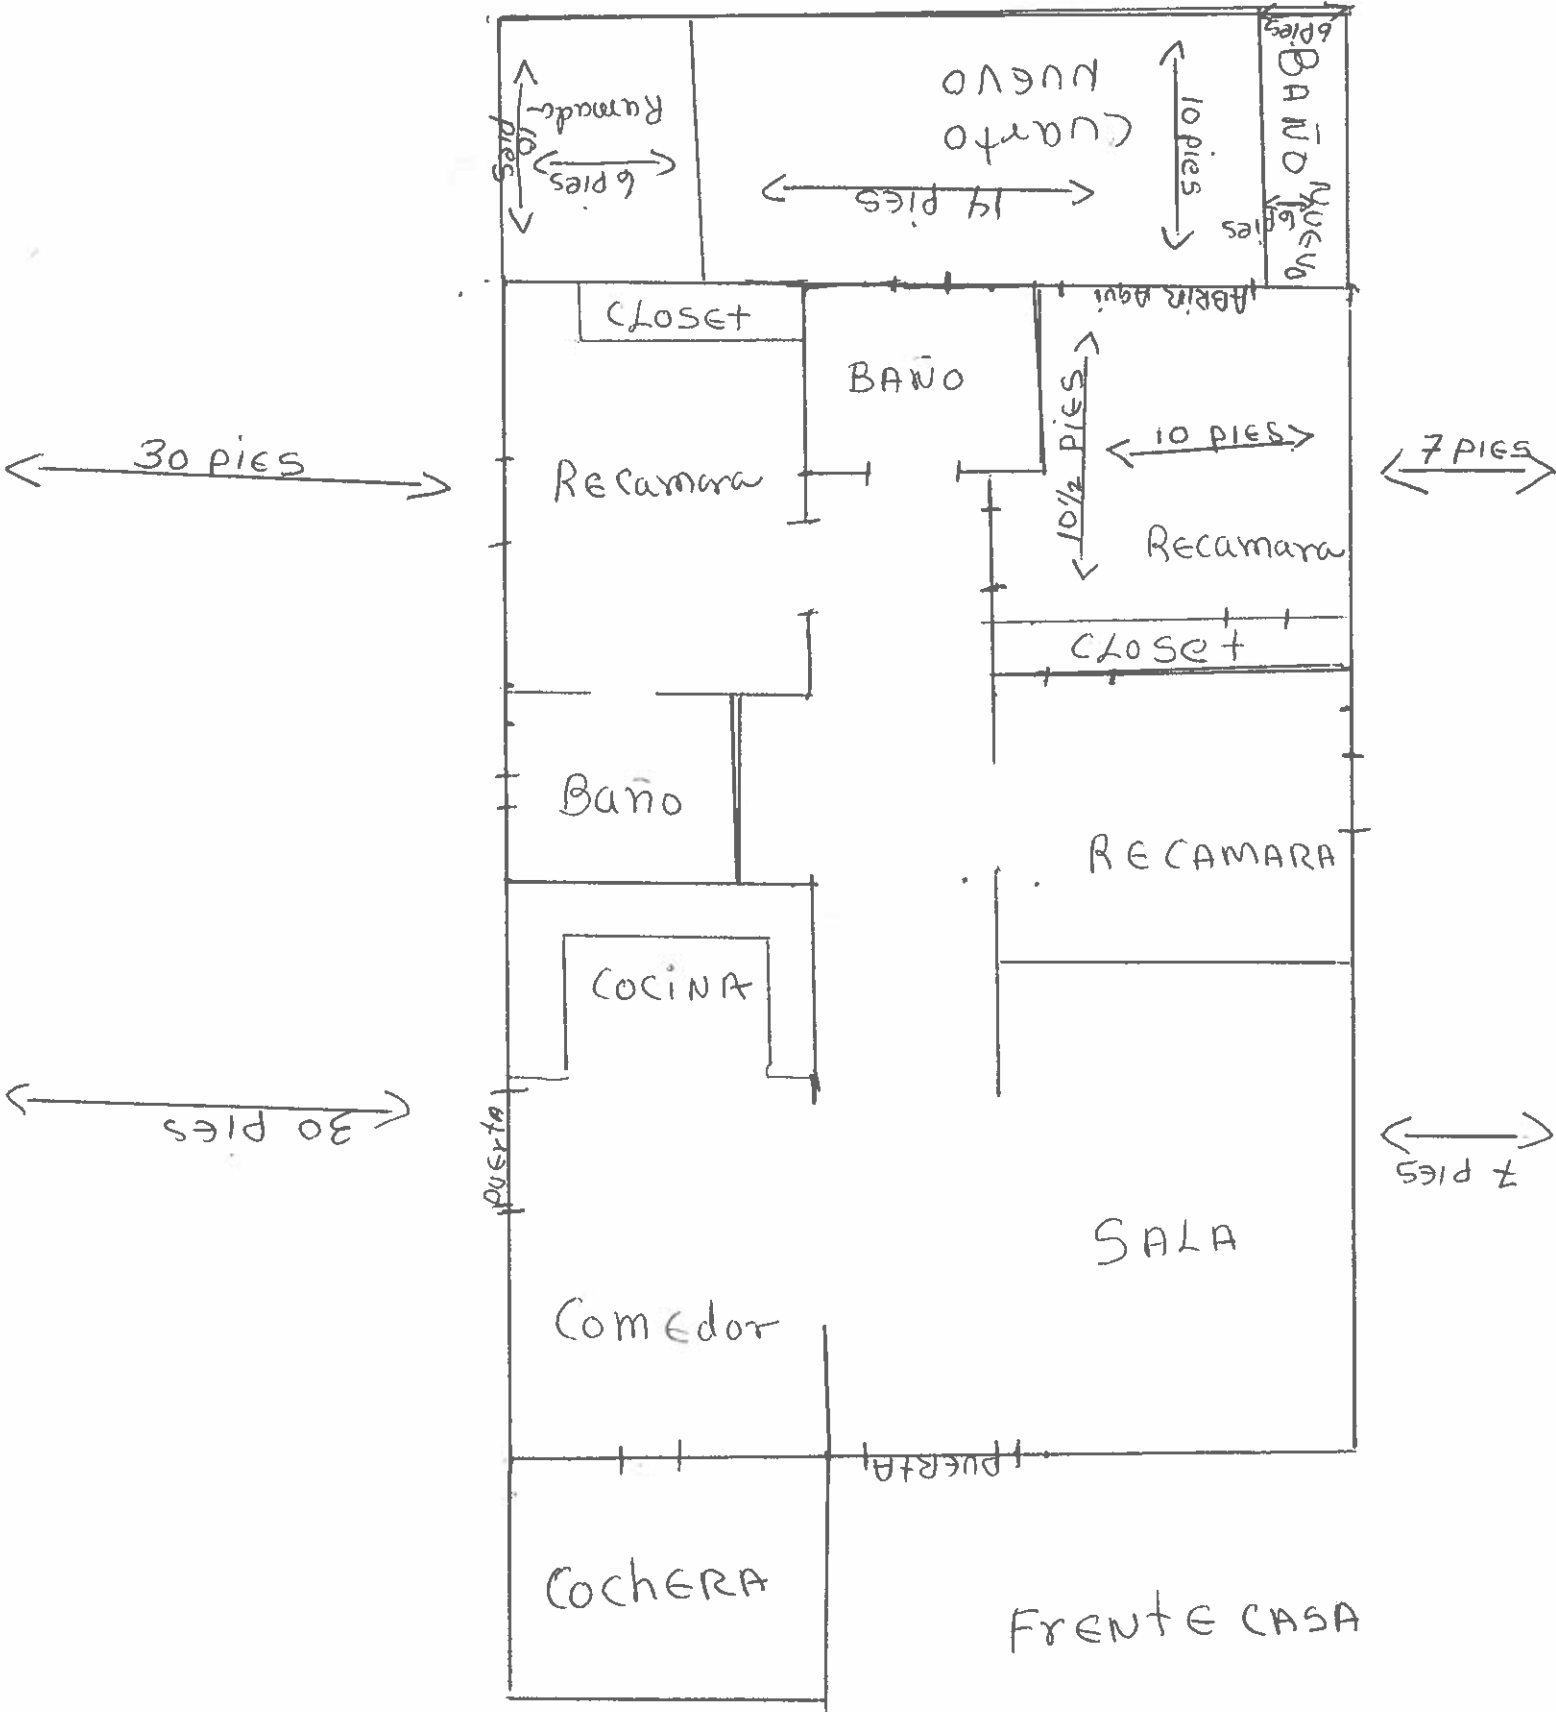 6 pies
BAÑO NUEVO
6 pies
10 pies
CUARTO
NUEVO
14 PIES
Ramada
10 pies
6 pies
CLOSET
BAÑO
ABRIR AQUI
10½ PIES
10 PIES
30 PIES
7 PIES
RECamara
RECamara
CLOSET
Baño
RECAMARA
COCINA
30 PIES
PUERTA
7 PIES
SALA
ComEdor
PUERTA
COCHERA
FRENTE CASA